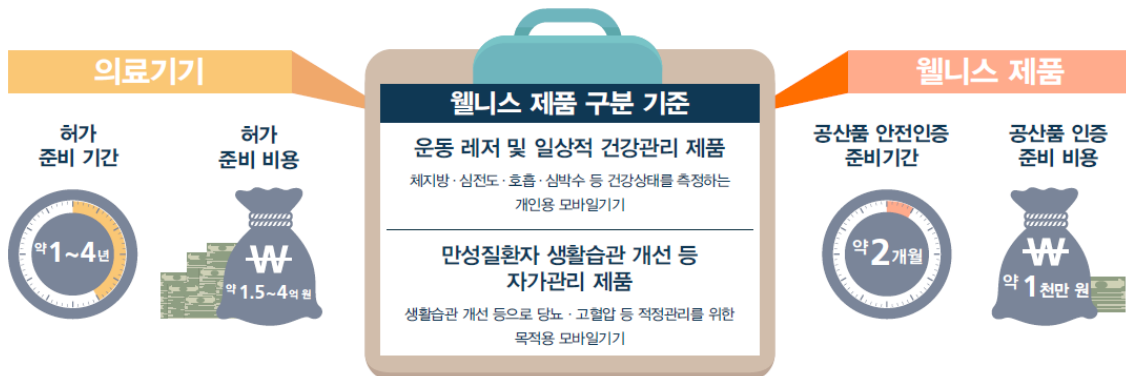 의료기기
허가
준비 기간
약 1~4년
허가
준비 비용
₩
약 1.5~4억 원
웰니스 제품 구분 기준
운동 레저 및 일상적 건강관리 제품
체지방 · 심전도 · 호흡 · 심박수 등 건강상태를 측정하는
개인용 모바일기기
만성질환자 생활습관 개선 등
자가관리 제품
생활습관 개선 등으로 당뇨 · 고혈압 등 적정관리를 위한
목적용 모바일기기
웰니스 제품
공산품 안전인증
준비기간
약 2개월
공산품 인증
준비 비용
₩
약 1천만 원